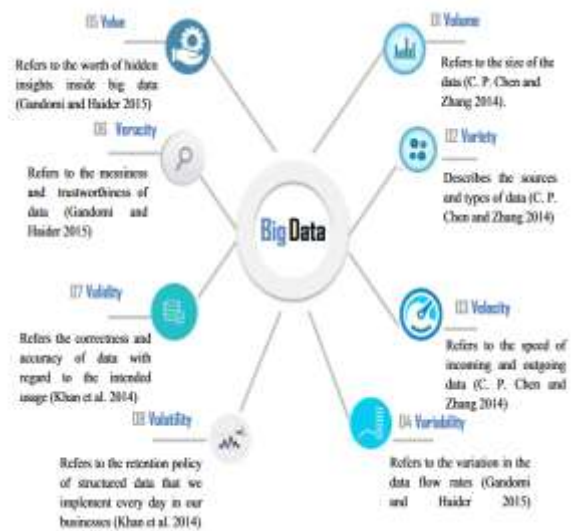 01 Volume
Refers to the size of the
data (C. P. Chen and
Zhang 2014).
02 Variety
Describes the sources
and types of data (C. P.
Chen and Zhang 2014)
03 Velocity
Refers to the speed of
incoming and outgoing
data (C. P. Chen and
Zhang 2014)
04 Variability
Refers to the variation in the
data flow rates (Gandomi
and Haider 2015)
05 Value
Refers to the worth of hidden
insights inside big data
(Gandomi and Haider 2015)
06 Veracity
Refers to the messiness
and trustworthiness of
data (Gandomi and
Haider 2015)
07 Validity
Refers the correctness and
accuracy of data with
regard to the intended
usage (Khan et al. 2014)
08 Volatility
Refers to the retention policy
of structured data that we
implement every day in our
businesses (Khan et al. 2014)
Big Data